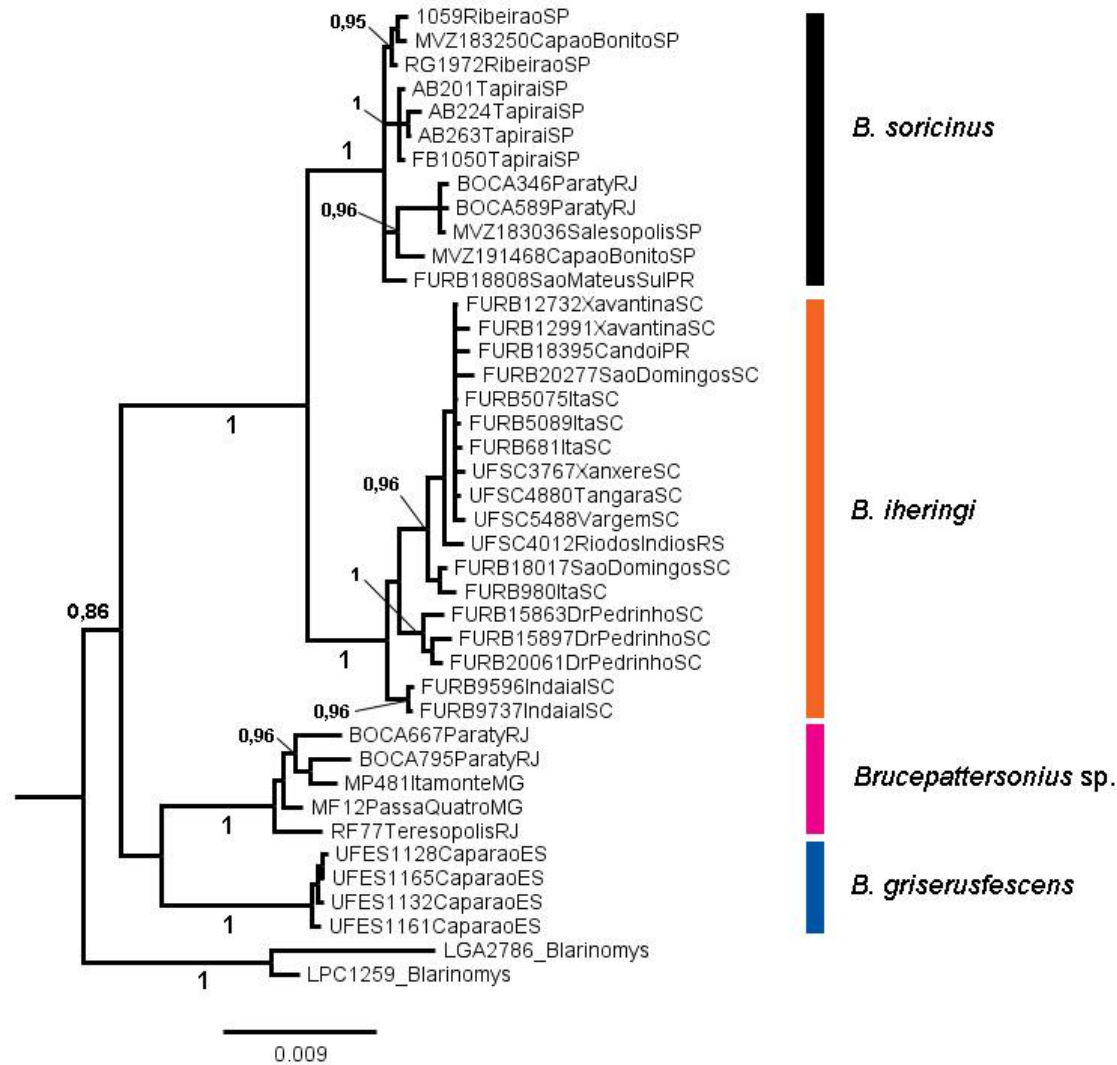 0,95
1059RibeiraoSP
MVZ183250CapaoBonitoSP
RG1972RibeiraoSP
AB201TapiraiSP
1
AB224TapiraiSP
AB263TapiraiSP
B. soricinus
1
FB1050TapiraiSP
BOCA346ParatyRJ
0,96
BOCA589ParatyRJ
MVZ183036SalesopolisSP
MVZ191468CapaoBonitoSP
FURB18808SaoMateusSulPR
FURB12732XavantinaSC
FURB12991XavantinaSC
FURB18395CandoiPR
FURB20277SaoDomingosSC
FURB5075ItaSC
1
FURB5089ItaSC
FURB681ItaSC
UFSC3767XanxereSC
0,96
UFSC4880TangaraSC
B. iheringi
UFSC5488VargemSC
UFSC4012RiodosIndiosRS
FURB18017SaoDomingosSC
1
FURB980ItaSC
0,86
FURB15863DrPedrinhoSC
FURB15897DrPedrinhoSC
1
FURB20061DrPedrinhoSC
FURB9596IndaialSC
0,96
FURB9737IndaialSC
0,96
BOCA667ParatyRJ
BOCA795ParatyRJ
Brucepattersonius sp.
MP481ItamonteMG
MF12PassaQuatroMG
1
RF77TeresopolisRJ
UFES1128CaparaoES
UFES1165CaparaoES
B. griserusfescens
UFES1132CaparaoES
1
UFES1161CaparaoES
LGA2786_Blarinomys
1
LPC1259_Blarinomys
0.009